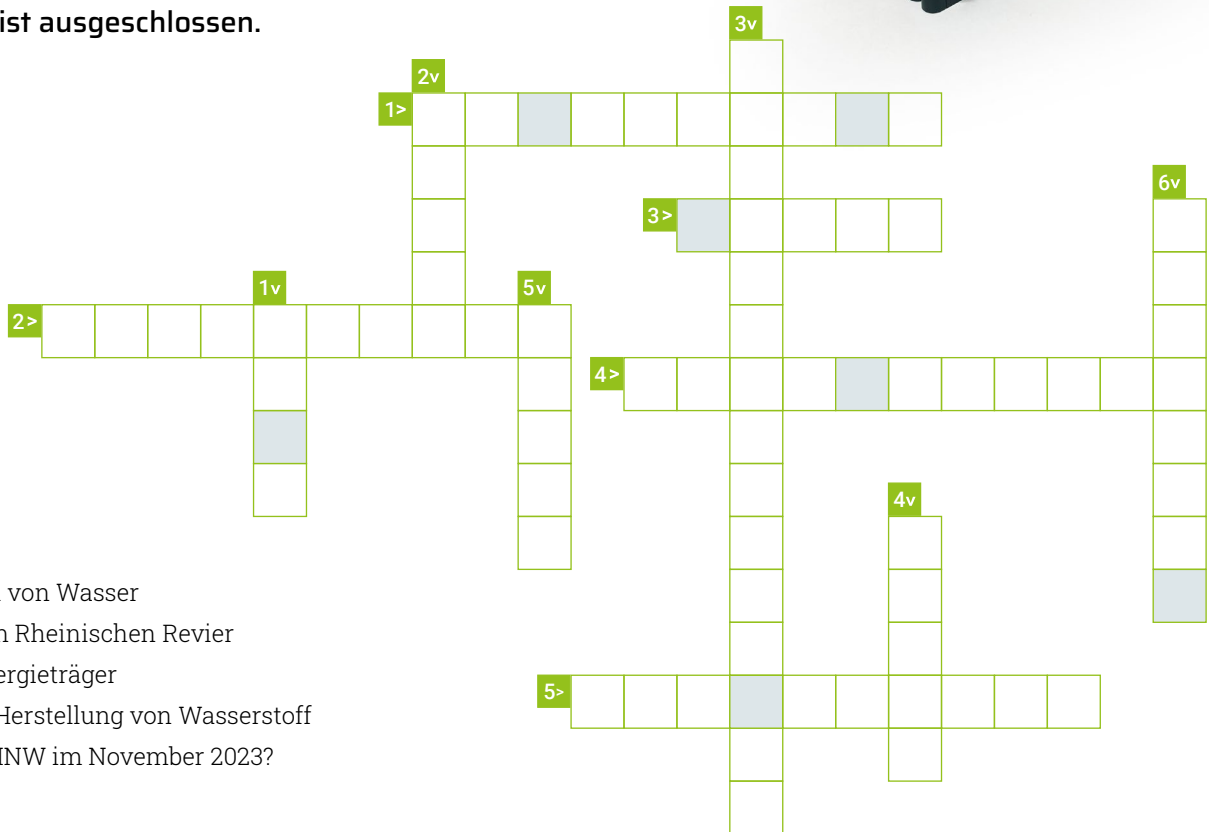 ist ausgeschlossen.
3v
2v
1>
6v
3>
1v
5v
2>
4>
4v
von Wasser
Rheinischen Revier
ergieträger
Herstellung von Wasserstoff
NW im November 2023?
5>